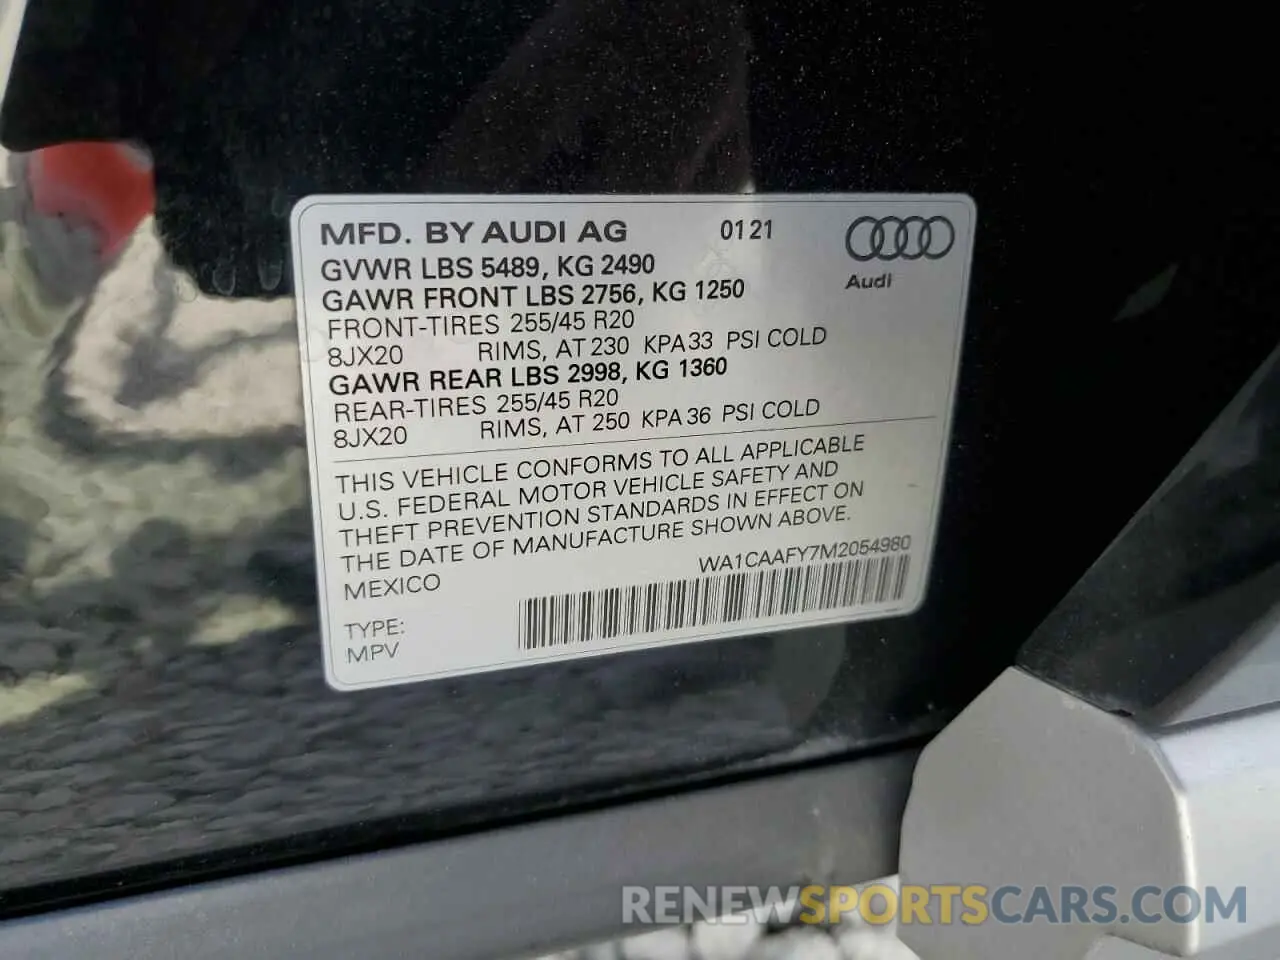 MFD. BY AUDI AG 01 21
GVWR LBS 5489, KG 2490
GAWR FRONT LBS 2756, KG 1250
Audi
FRONT-TIRES 255/45 R20
8JX20 RIMS, AT 230 KPA 33 PSI COLD
GAWR REAR LBS 2998, KG 1360
REAR-TIRES 255/45 R20
8JX20 RIMS, AT 250 KPA 36 PSI COLD
THIS VEHICLE CONFORMS TO ALL APPLICABLE
U.S. FEDERAL MOTOR VEHICLE SAFETY AND
THEFT PREVENTION STANDARDS IN EFFECT ON
THE DATE OF MANUFACTURE SHOWN ABOVE.
MEXICO WA1CAAFY7M2054980
TYPE:
MPV
RENEWSPORTSCARS.COM